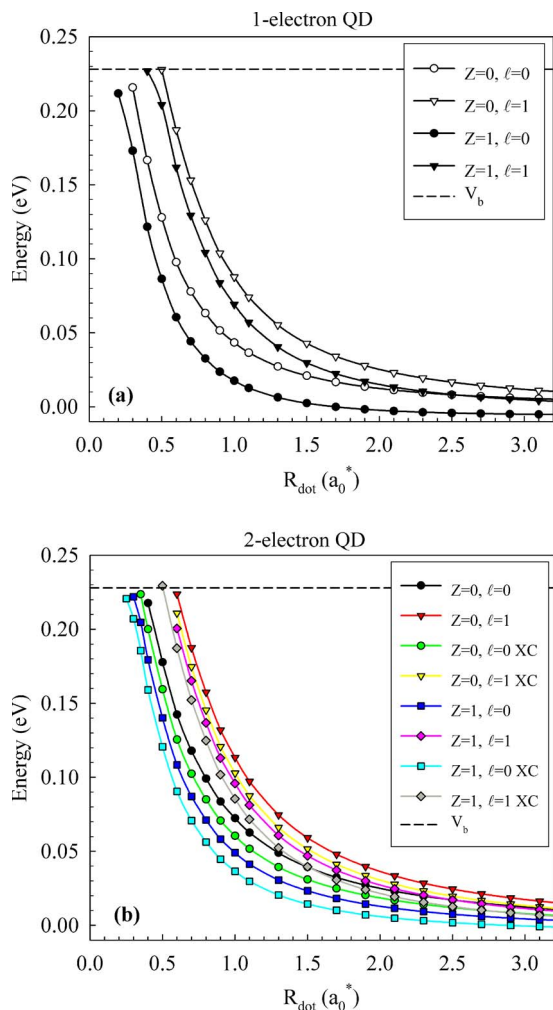 1-electron QD
0.25
0.20
0.15
0.10
0.05
0.00
Energy (eV)
Z=0, ℓ=0
Z=0, ℓ=1
Z=1, ℓ=0
Z=1, ℓ=1
V_b
(a)
0.0 0.5 1.0 1.5 2.0 2.5 3.0
R_dot (a_0^*)
2-electron QD
0.25
0.20
0.15
0.10
0.05
0.00
Energy (eV)
Z=0, ℓ=0
Z=0, ℓ=1
Z=0, ℓ=0 XC
Z=0, ℓ=1 XC
Z=1, ℓ=0
Z=1, ℓ=1
Z=1, ℓ=0 XC
Z=1, ℓ=1 XC
V_b
(b)
0.0 0.5 1.0 1.5 2.0 2.5 3.0
R_dot (a_0^*)